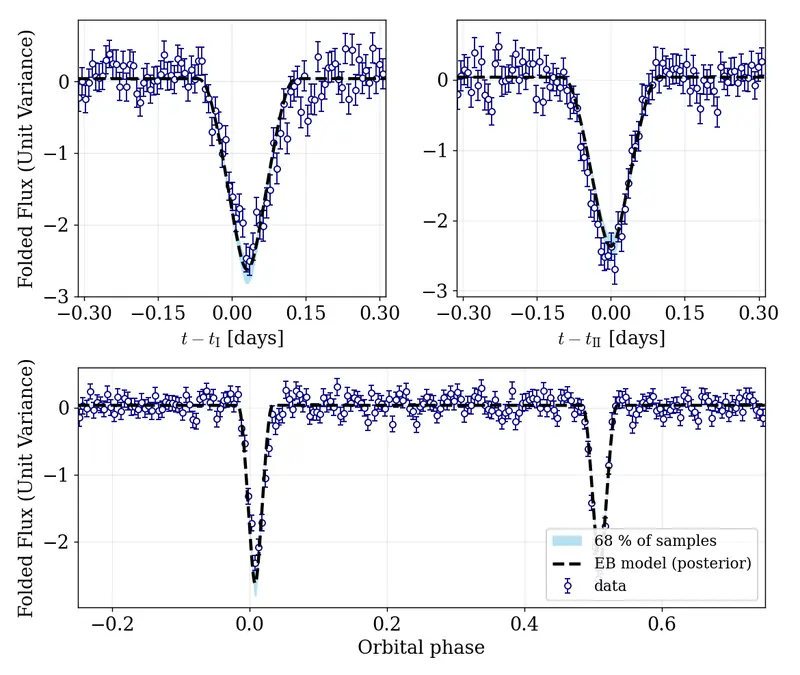 Folded Flux (Unit Variance)
0
−1
−2
−3
−0.30 −0.15 0.00 0.15 0.30
t − t_I [days]
0
−1
−2
−3
−0.30 −0.15 0.00 0.15 0.30
t − t_II [days]
Folded Flux (Unit Variance)
0
−1
−2
−0.2 0.0 0.2 0.4 0.6
Orbital phase
68 % of samples
EB model (posterior)
data